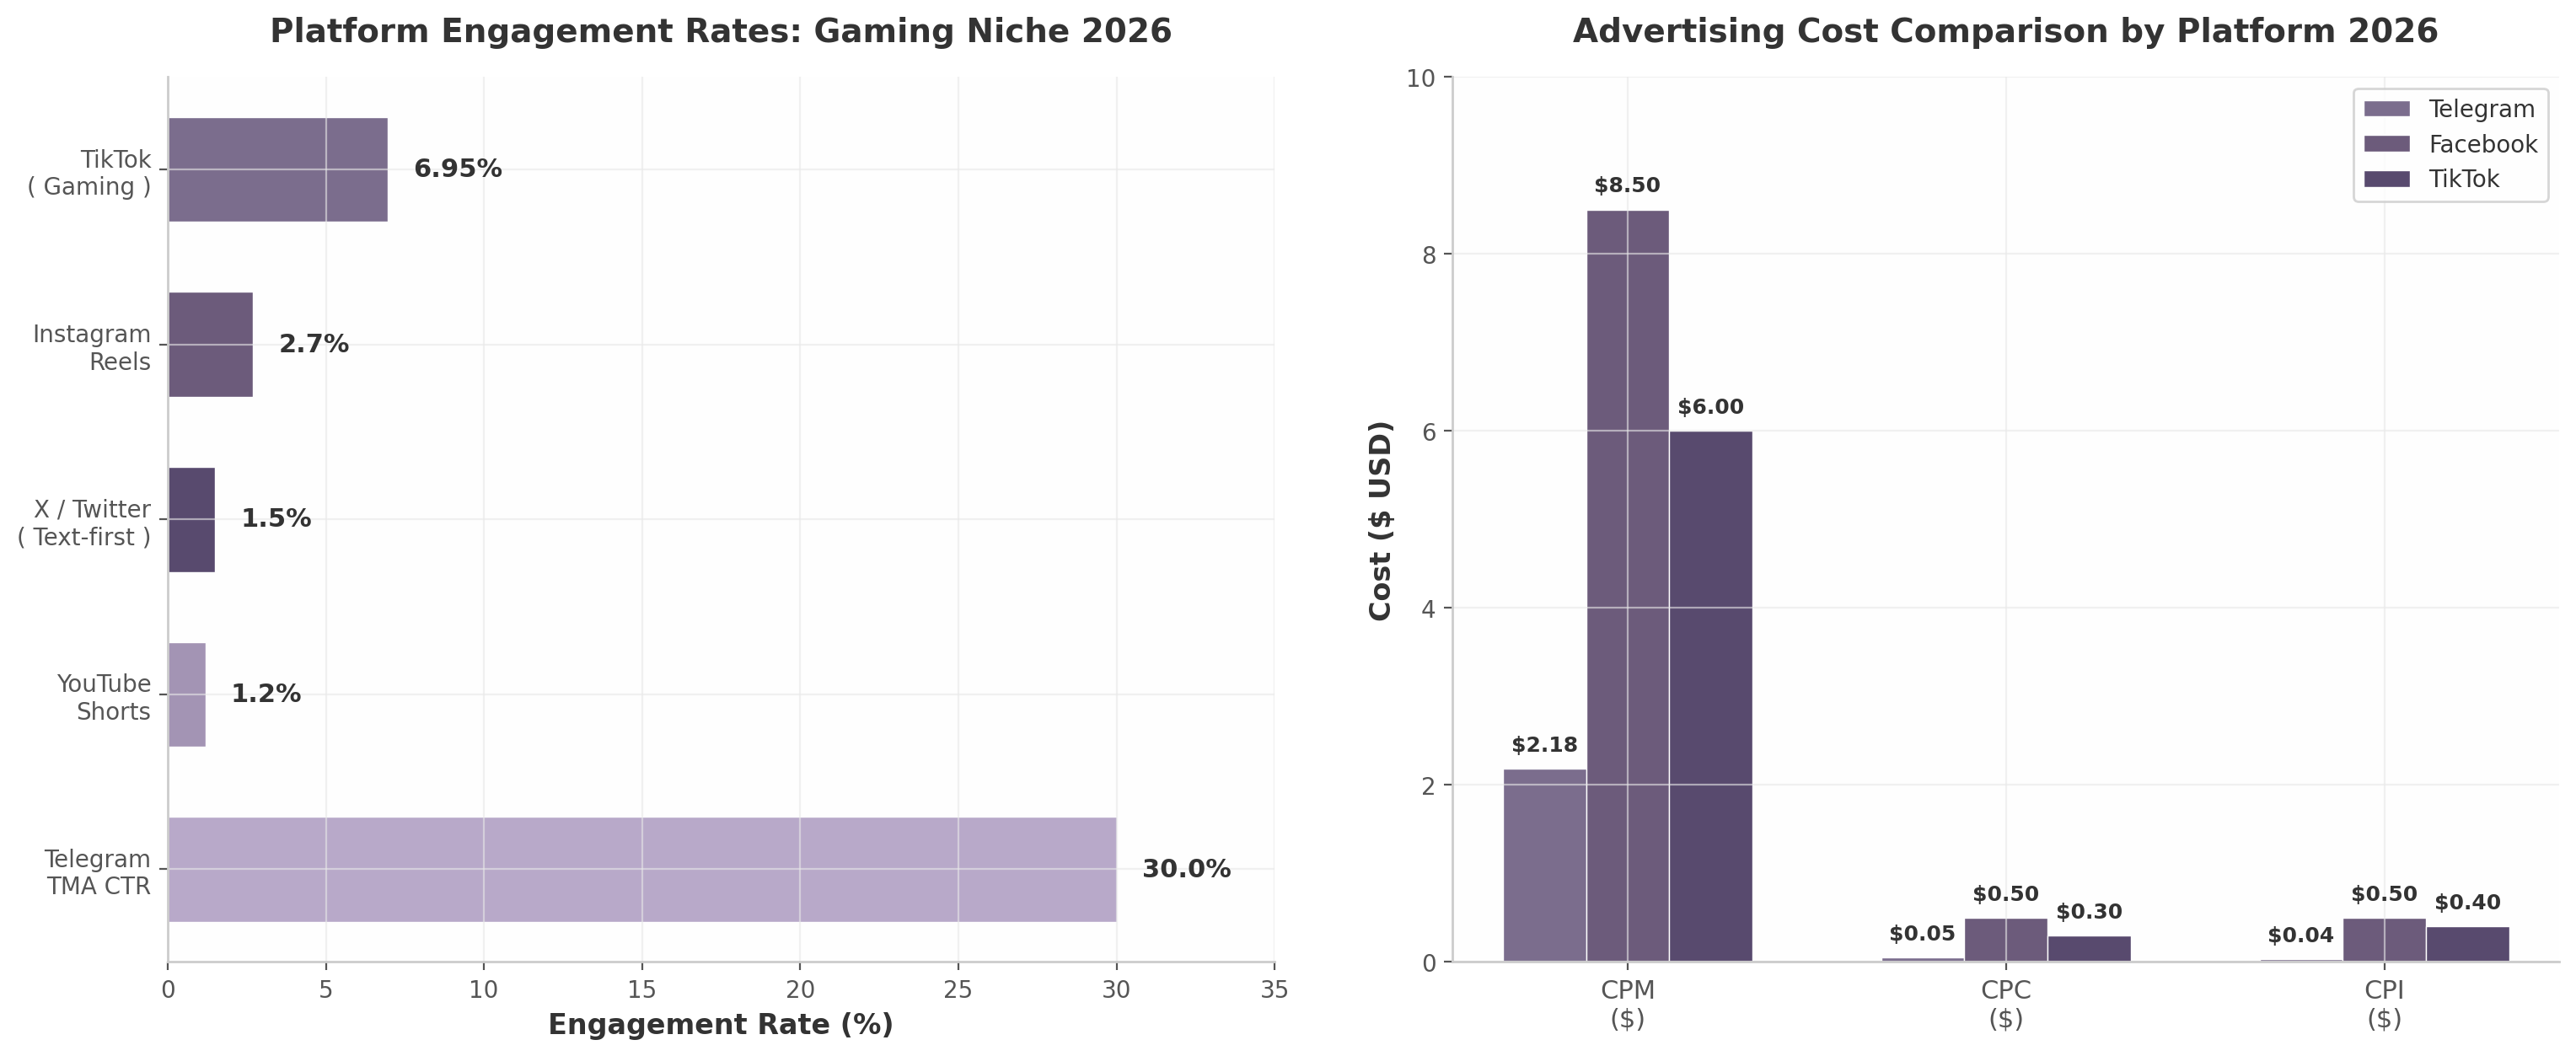 Platform Engagement Rates: Gaming Niche 2026
TikTok
( Gaming )
6.95%
Instagram
Reels
2.7%
X / Twitter
( Text-first )
1.5%
YouTube
Shorts
1.2%
Telegram
TMA CTR
30.0%
0 5 10 15 20 25 30 35
Engagement Rate (%)
Advertising Cost Comparison by Platform 2026
Telegram
Facebook
TikTok
Cost ($ USD)
10
8
6
4
2
0
$2.18
$8.50
$6.00
$0.05
$0.50
$0.30
$0.04
$0.50
$0.40
CPM
($)
CPC
($)
CPI
($)